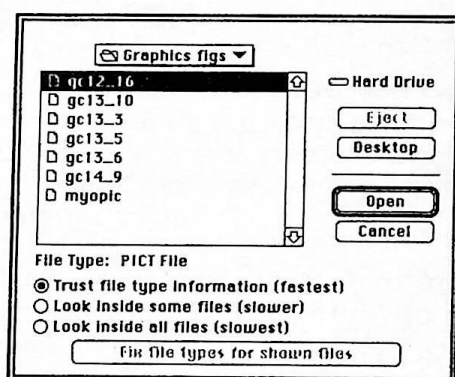 Graphics figs
gc12_16
gc13_10
gc13_3
gc13_5
gc13_6
gc14_9
myopic
Hard Drive
Eject
Desktop
Open
Cancel
File Type: PICT File
Trust file type information (fastest)
Look inside some files (slower)
Look inside all files (slowest)
Fix file types for shown files